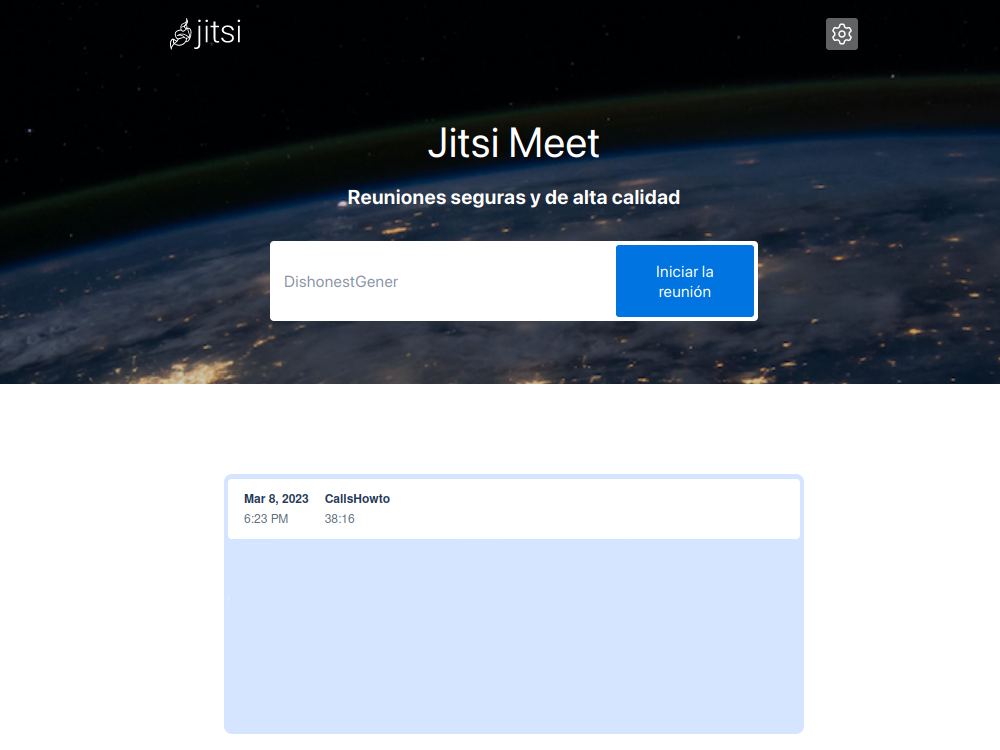 jitsi
Jitsi Meet
Reuniones seguras y de alta calidad
DishonestGener
Iniciar la
reunión
Mar 8, 2023 CallsHowto
6:23 PM 38:16